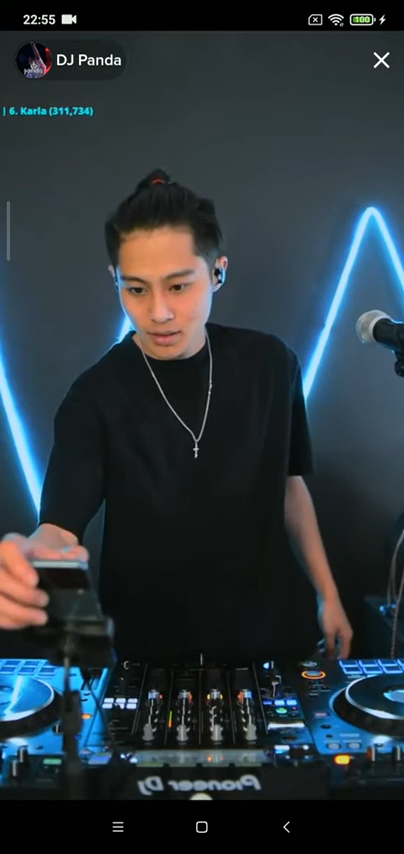 22:55
100
DJ Panda
| 6. Karla (311,734)
Pioneer Dj